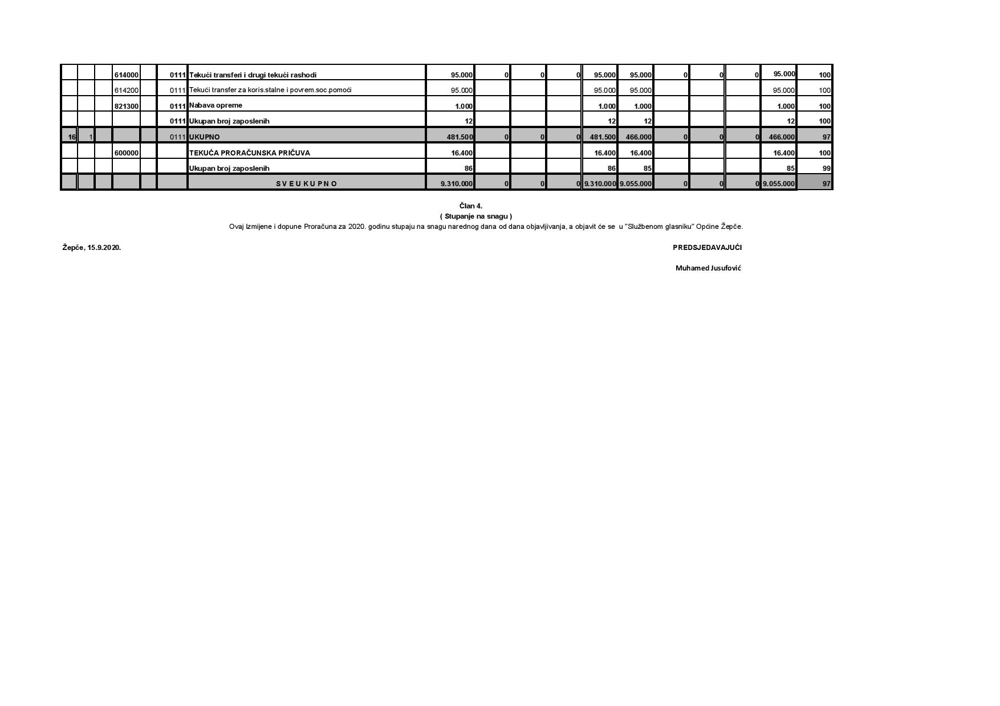 614000 0111 Tekući transferi i drugi tekući rashodi 95.000 0 0 0 95.000 95.000 0 0 0 95.000 100
614200 0111 Tekući transfer za koris.stalne i povrem.soc.pomoći 95.000 95.000 95.000 95.000 100
821300 0111 Nabava opreme 1.000 1.000 1.000 1.000 100
0111 Ukupan broj zaposlenih 12 12 12 12 100
16 1 0111 UKUPNO 481.500 0 0 0 481.500 466.000 0 0 0 466.000 97
600000 TEKUĆA PRORAČUNSKA PRIČUVA 16.400 16.400 16.400 16.400 100
Ukupan broj zaposlenih 86 86 85 85 99
S V E U K U P N O 9.310.000 0 0 0 9.310.000 9.055.000 0 0 0 9.055.000 97
Član 4.
( Stupanje na snagu )
Ovaj Izmijene i dopune Proračuna za 2020. godinu stupaju na snagu narednog dana od dana objavljivanja, a objavit će se u "Službenom glasniku" Općine Žepče.
Žepče, 15.9.2020. PREDSJEDAVAJUĆI
Muhamed Jusufović